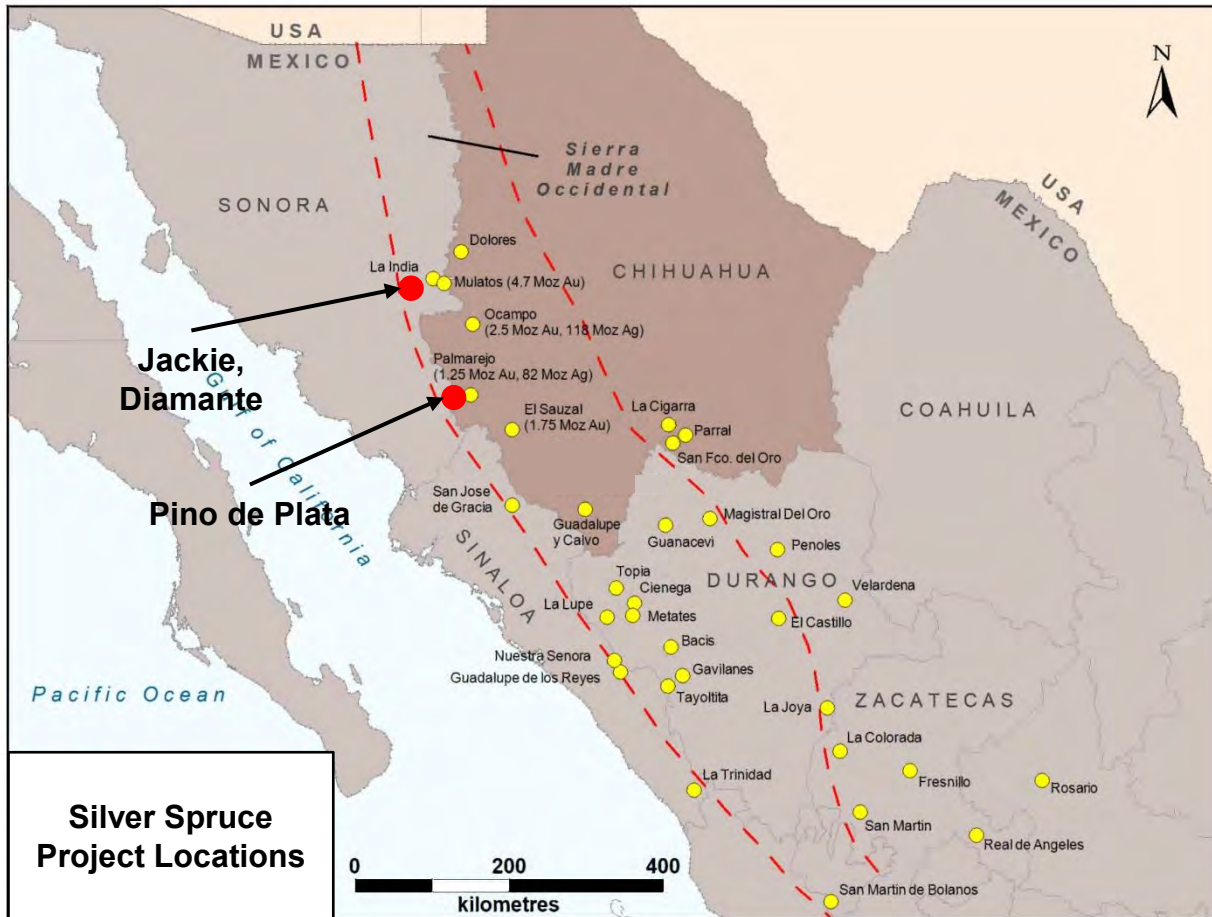 USA
MEXICO
N
Sierra
Madre
Occidental
USA
MEXICO
SONORA
Dolores
La India
CHIHUAHUA
Mulatos (4.7 Moz Au)
Ocampo
(2.5 Moz Au, 118 Moz Ag)
Jackie,
Diamante
Palmarejo
(1.25 Moz Au, 82 Moz Ag)
El Sauzal
(1.75 Moz Au)
La Cigarra
Parral
San Fco. del Oro
COAHUILA
Gulf of California
Pino de Plata
San Jose
de Gracia
Guadalupe
y Calvo
Guanacevi
Magistral Del Oro
Penoles
SINALOA
DURANGO
Topia
Cienega
Velardena
La Lupe
Metates
El Castillo
Bacis
Nuestra Senora
Gavilanes
Guadalupe de los Reyes
Tayoltita
Pacific Ocean
La Joya
ZACATECAS
La Colorada
La Trinidad
Fresnillo
Rosario
San Martin
Real de Angeles
San Martin de Bolanos
Silver Spruce
Project Locations
0 200 400
kilometres